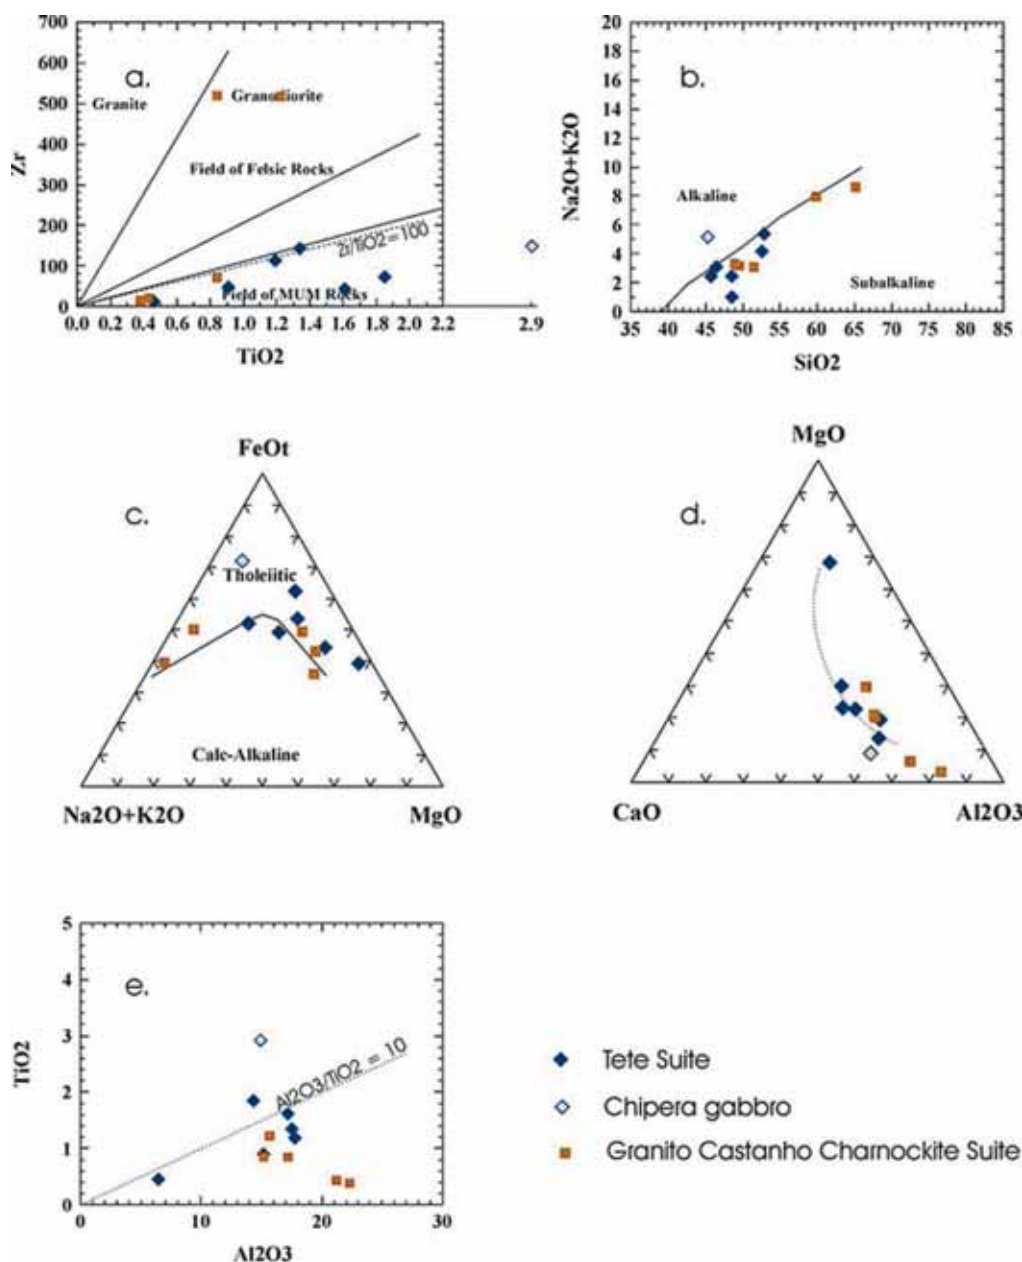 700
600
500
400
300
200
100
0
Zr
a.
Granite
Granodiorite
Field of Felsic Rocks
Zr/TiO2=100
Field of MUM Rocks
0.0 0.2 0.4 0.6 0.8 1.0 1.2 1.4 1.6 1.8 2.0 2.2 2.9
TiO2
20
18
16
14
12
10
8
6
4
2
0
Na2O+K2O
b.
Alkaline
Subalkaline
35 40 45 50 55 60 65 70 75 80 85
SiO2
FeOt
c.
Tholeiitic
Calc-Alkaline
Na2O+K2O MgO
MgO
d.
CaO Al2O3
5
4
3
2
1
0
TiO2
e.
Al2O3/TiO2 = 10
0 10 20 30
Al2O3
Tete Suite
Chipera gabbro
Granito Castanho Charnockite Suite